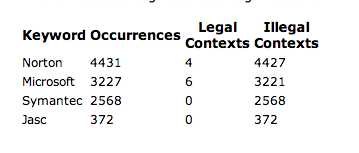 Legal Illegal
Keyword Occurrences Contexts Contexts
Norton 4431 4 4427
Microsoft 3227 6 3221
Symantec 2568 0 2568
Jasc 372 0 372